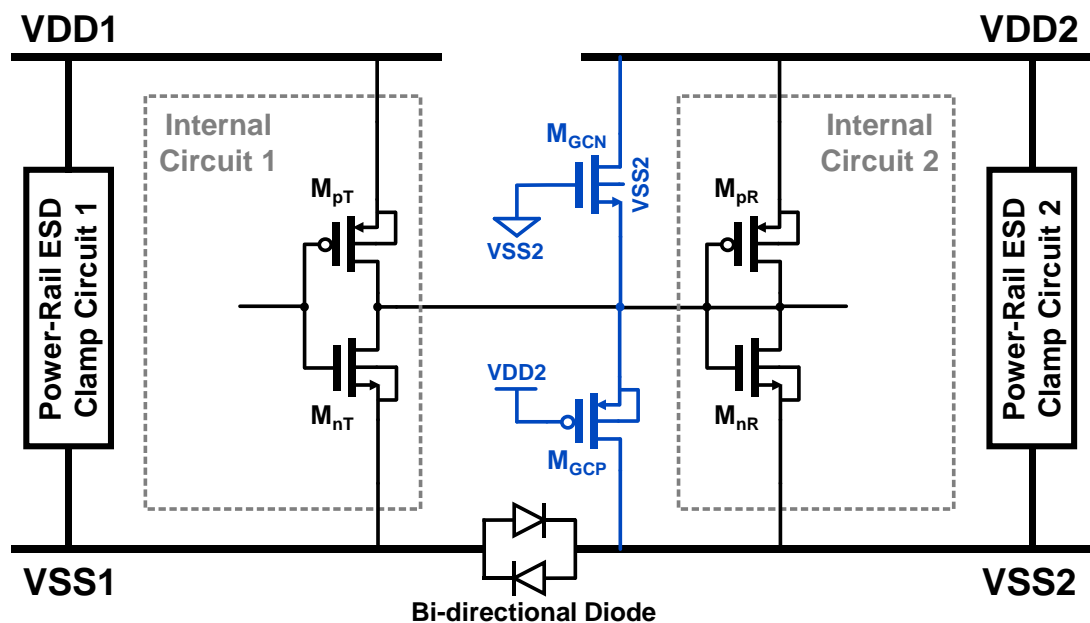 VDD1
VDD2
Internal
Circuit 1
Internal
Circuit 2
MGCN
VSS2
VSS2
MpT
MpR
Power-Rail ESD
Clamp Circuit 1
Power-Rail ESD
Clamp Circuit 2
VDD2
MnT
MnR
MGCP
VSS1
VSS2
Bi-directional Diode